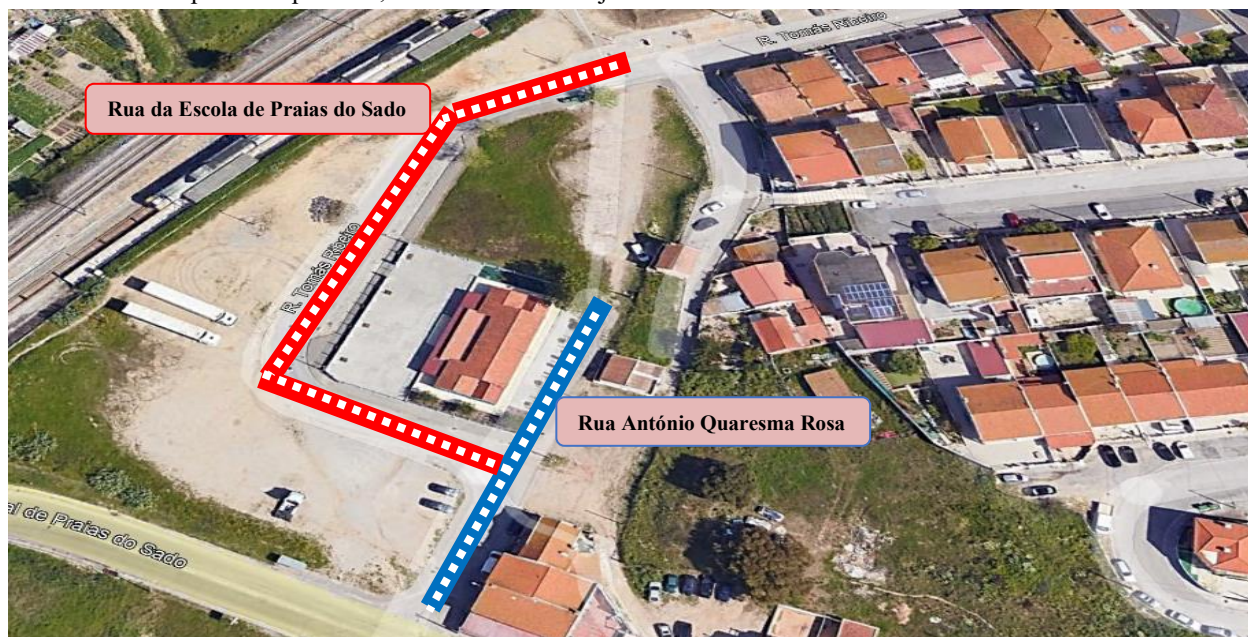 R. Tomás Ribeiro
Rua da Escola de Praias do Sado
R. Tomás Ribeiro
Rua António Quaresma Rosa
al de Praias do Sado